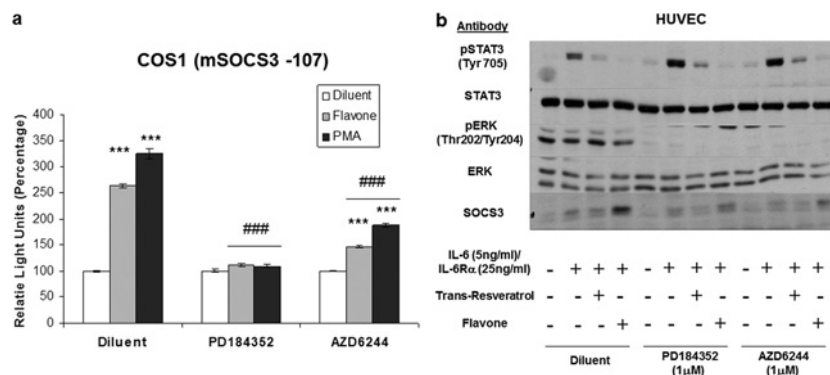 a
COS1 (mSOCS3 -107)
Diluent
Flavone
PMA
Relatie Light Units (Percentage)
400
350
300
250
200
150
100
50
0
***
***
###
###
***
***
Diluent
PD184352
AZD6244
b
HUVEC
Antibody
pSTAT3
(Tyr 705)
STAT3
pERK
(Thr202/Tyr204)
ERK
SOCS3
IL-6 (5ng/ml)/
IL-6Rα (25ng/ml) - + + + - + + + - + + +
Trans-Resveratrol - - + - - - + - - - + -
Flavone - - - + - - - + - - - +
Diluent
PD184352
(1µM)
AZD6244
(1µM)